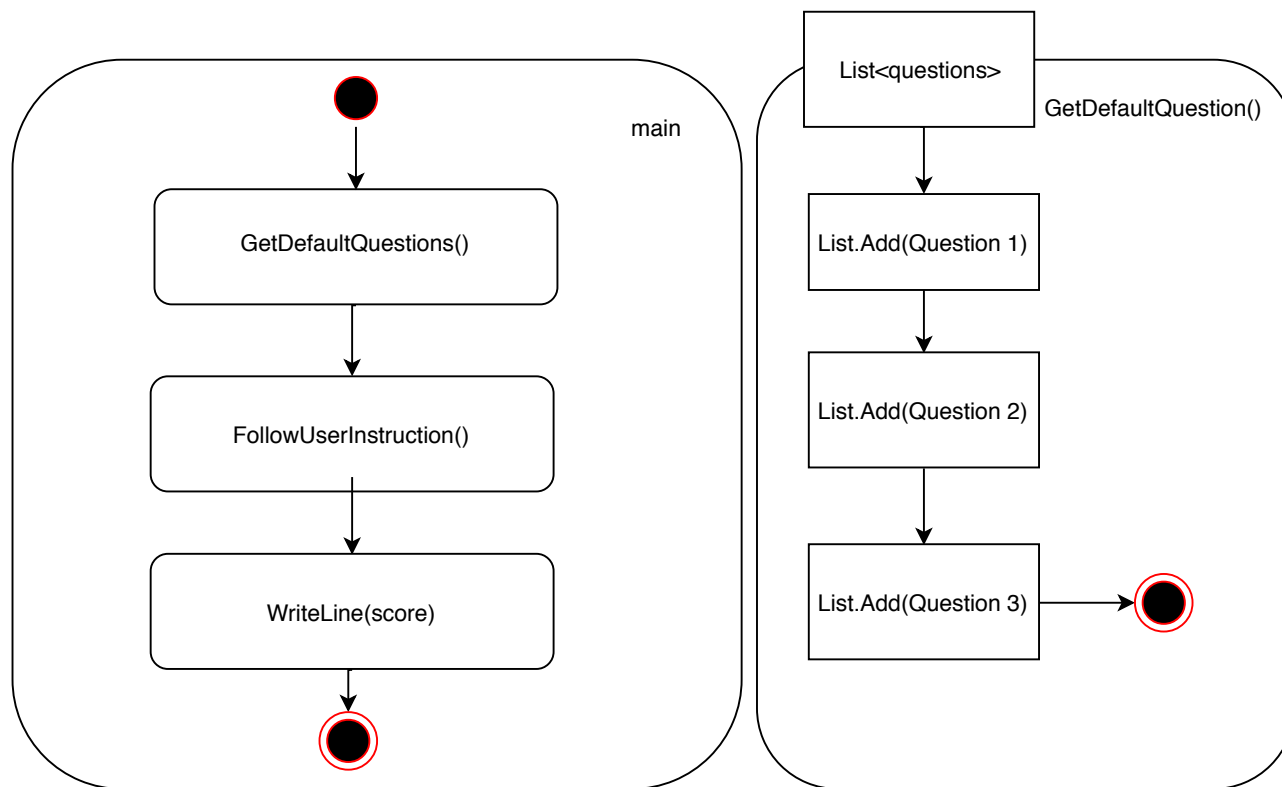 main
GetDefaultQuestions()
FollowUserInstruction()
WriteLine(score)
List<questions>
GetDefaultQuestion()
List.Add(Question 1)
List.Add(Question 2)
List.Add(Question 3)